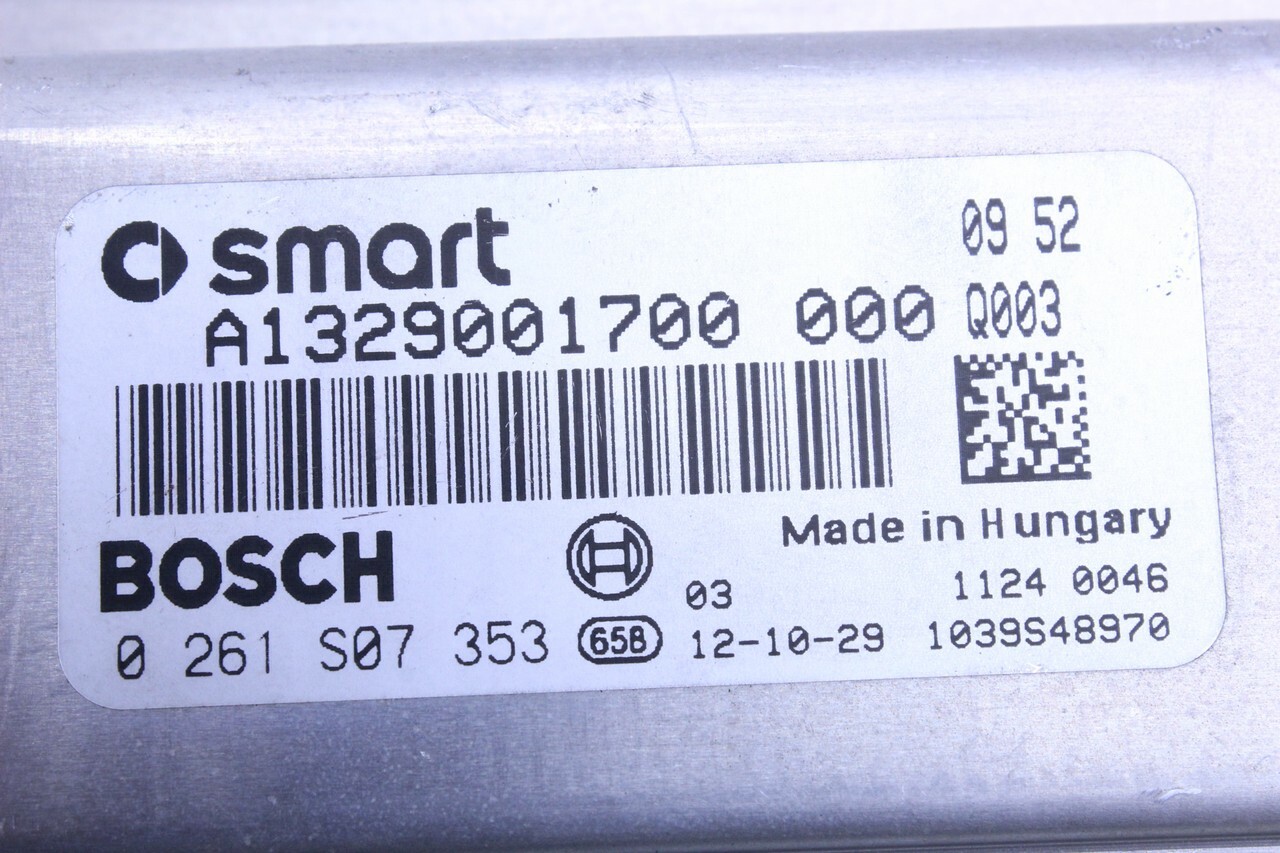 smart
09 52
A1329001700 000
Q003
BOSCH
Made in Hungary
03
1124 0046
0 261 S07 353
658
12-10-29
1039S48970